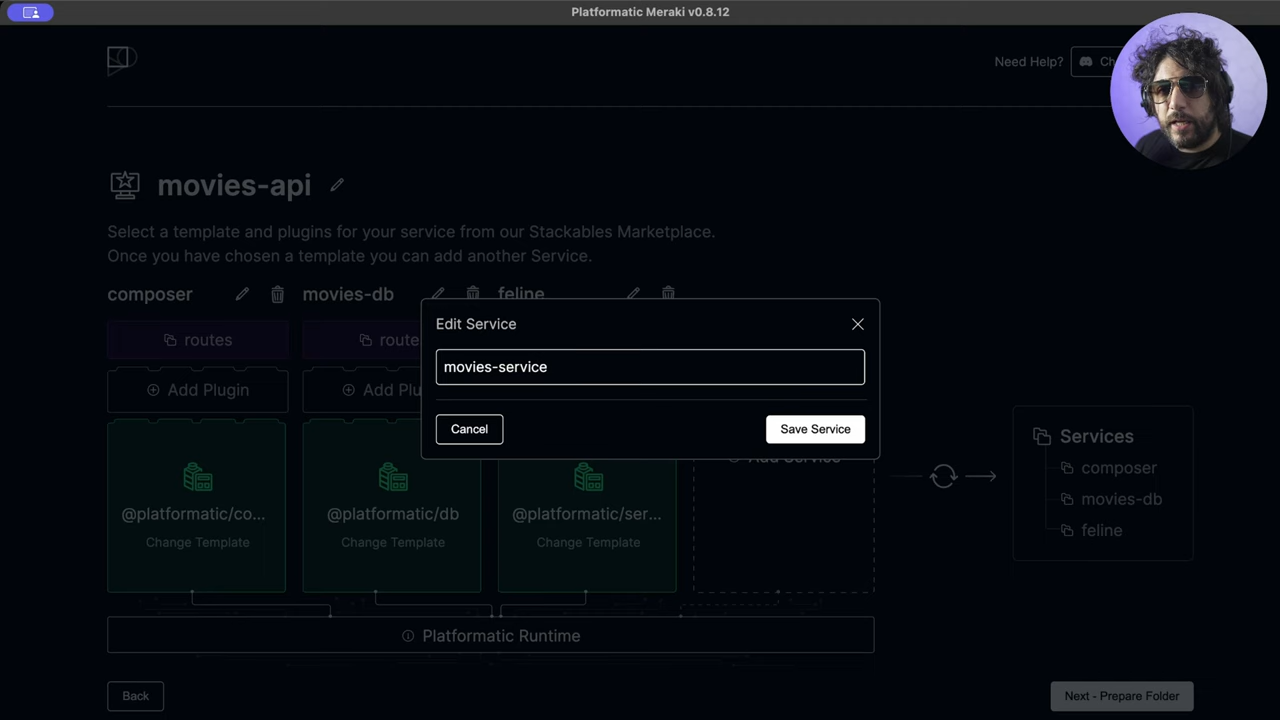 Platformatic Meraki v0.8.12
Need Help?
movies-api
Select a template and plugins for your service from our Stackables Marketplace.
Once you have chosen a template you can add another Service.
composer
movies-db
feline
routes
Add Plugin
Edit Service
movies-service
Cancel
Save Service
Add Service
@platformatic/co...
Change Template
@platformatic/db
Change Template
@platformatic/ser...
Change Template
Services
composer
movies-db
feline
Platformatic Runtime
Back
Next - Prepare Folder